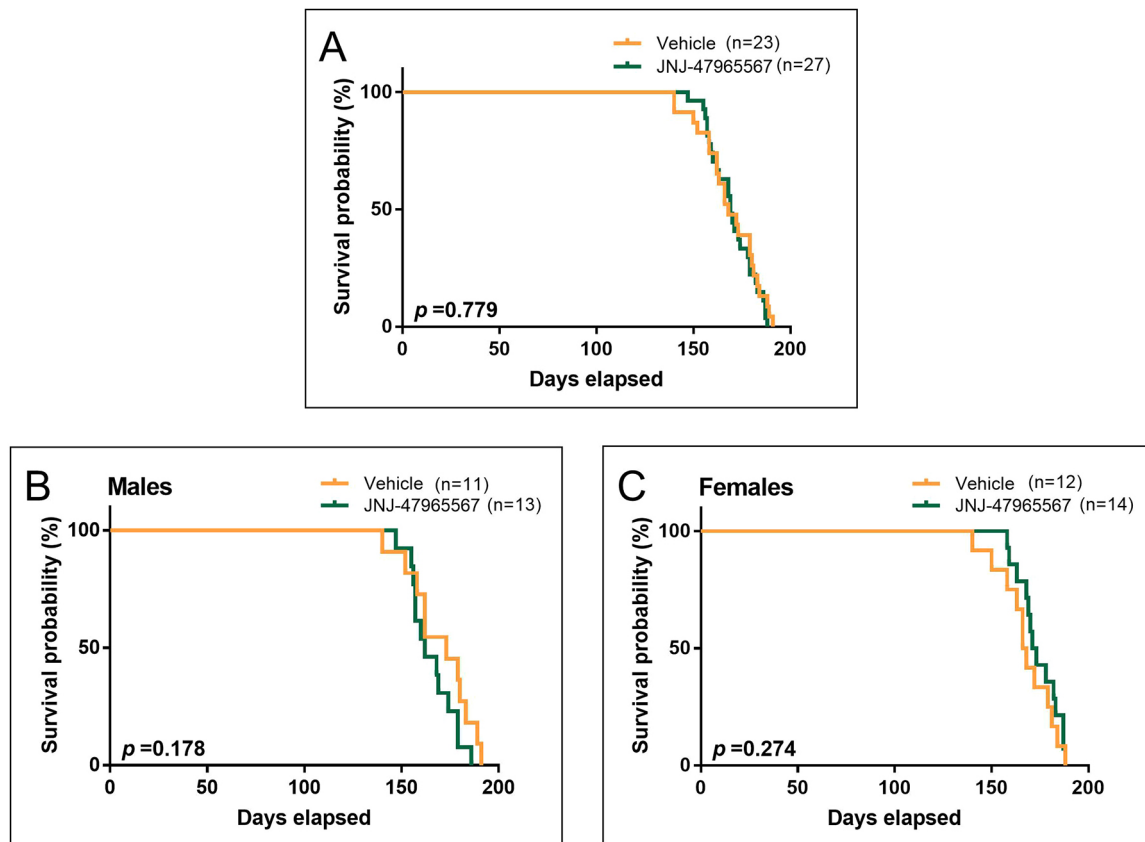 A
Vehicle (n=23)
JNJ-47965567 (n=27)
Survival probability (%)
100
50
0
p=0.779
0 50 100 150 200
Days elapsed
B Males
Vehicle (n=11)
JNJ-47965567 (n=13)
Survival probability (%)
100
50
0
p=0.178
0 50 100 150 200
Days elapsed
C Females
Vehicle (n=12)
JNJ-47965567 (n=14)
Survival probability (%)
100
50
0
p=0.274
0 50 100 150 200
Days elapsed